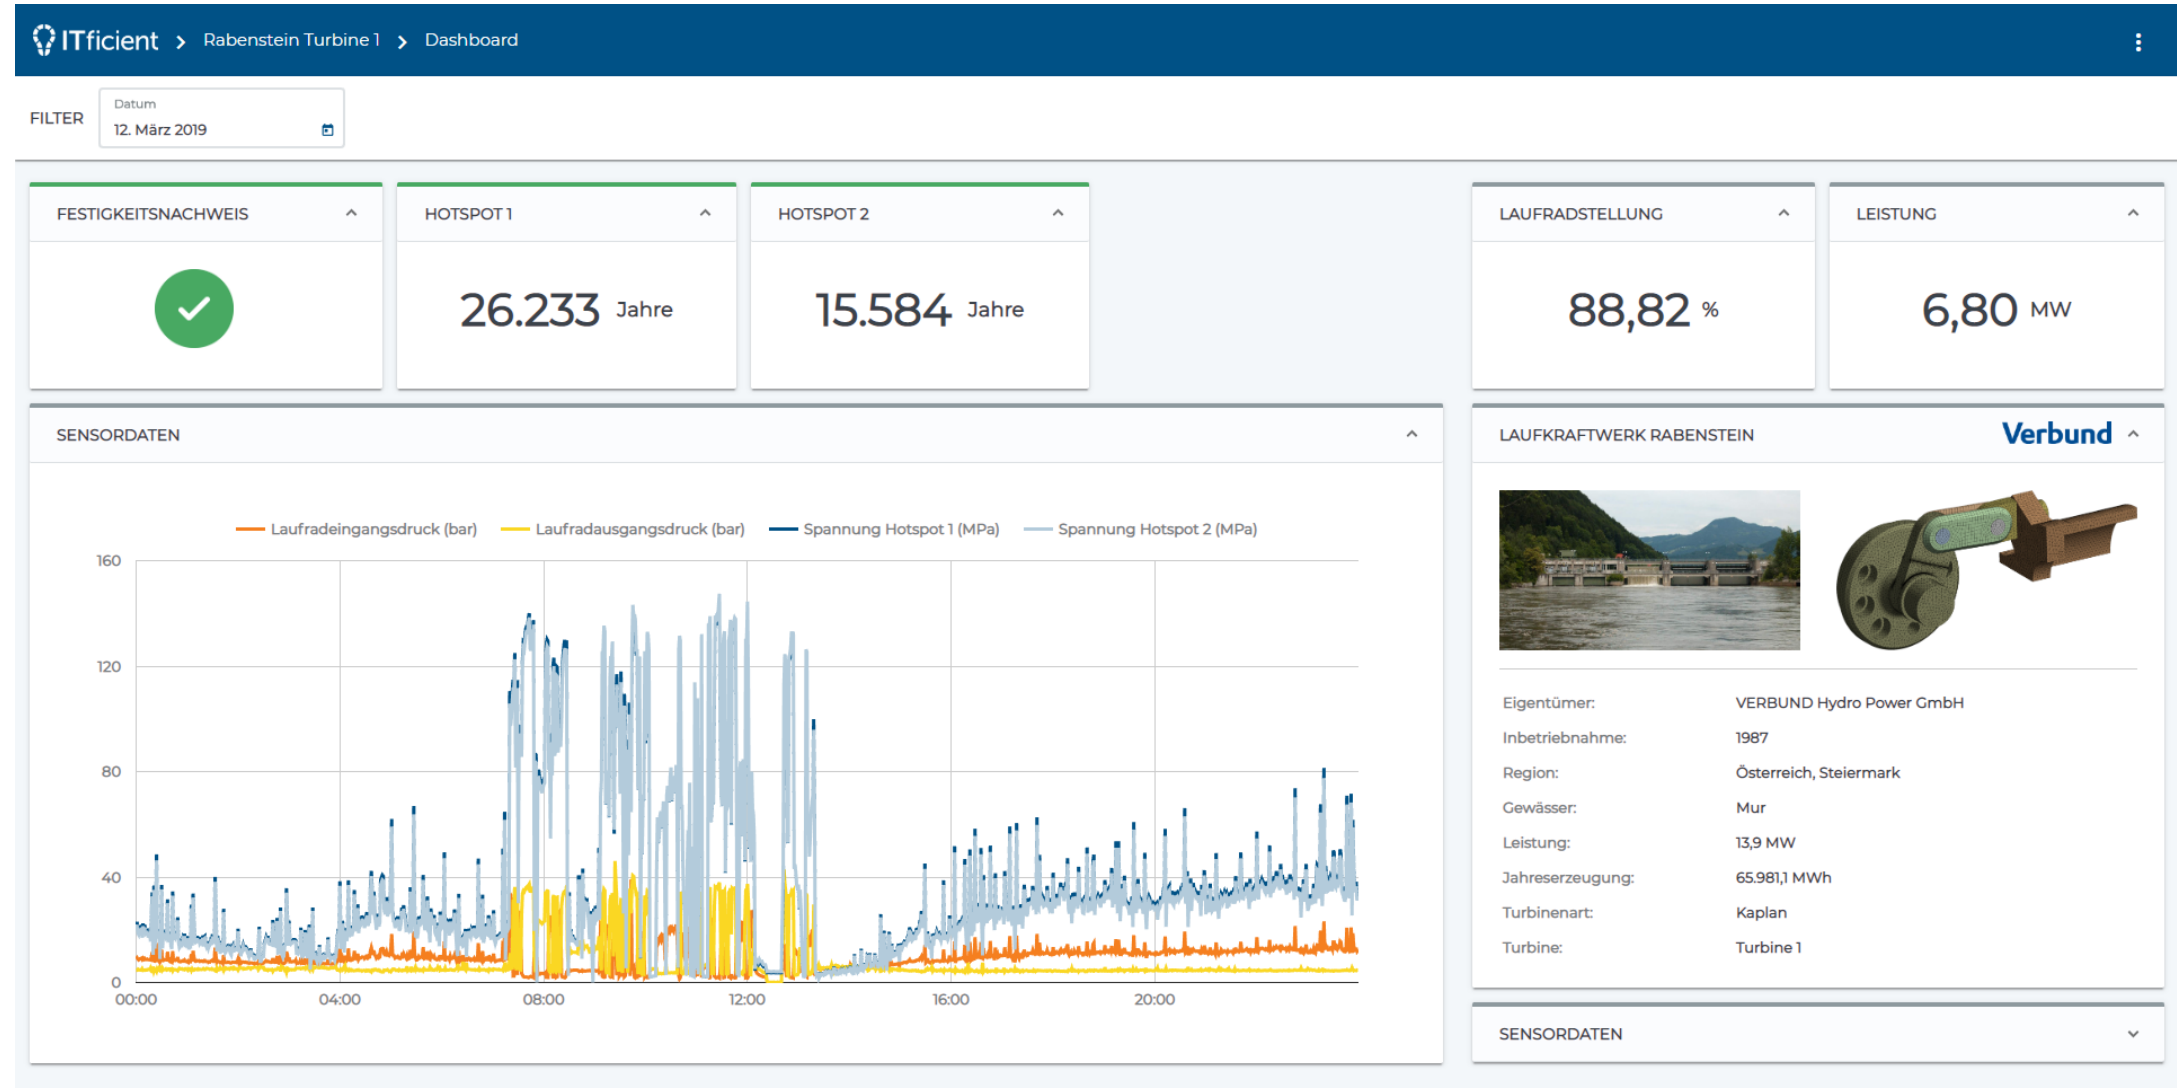 ITficient > Rabenstein Turbine 1 > Dashboard
FILTER
Datum
12. März 2019
FESTIGKEITSNACHWEIS
HOTSPOT 1
26.233 Jahre
HOTSPOT 2
15.584 Jahre
LAUFRADSTELLUNG
88,82 %
LEISTUNG
6,80 MW
SENSORDATEN
Laufradeingangsdruck (bar) Laufradausgangsdruck (bar) Spannung Hotspot 1 (MPa) Spannung Hotspot 2 (MPa)
160
120
80
40
0
00:00 04:00 08:00 12:00 16:00 20:00
LAUFKRAFTWERK RABENSTEIN Verbund
Eigentümer: VERBUND Hydro Power GmbH
Inbetriebnahme: 1987
Region: Österreich, Steiermark
Gewässer: Mur
Leistung: 13,9 MW
Jahreserzeugung: 65.981,1 MWh
Turbinenart: Kaplan
Turbine: Turbine 1
SENSORDATEN